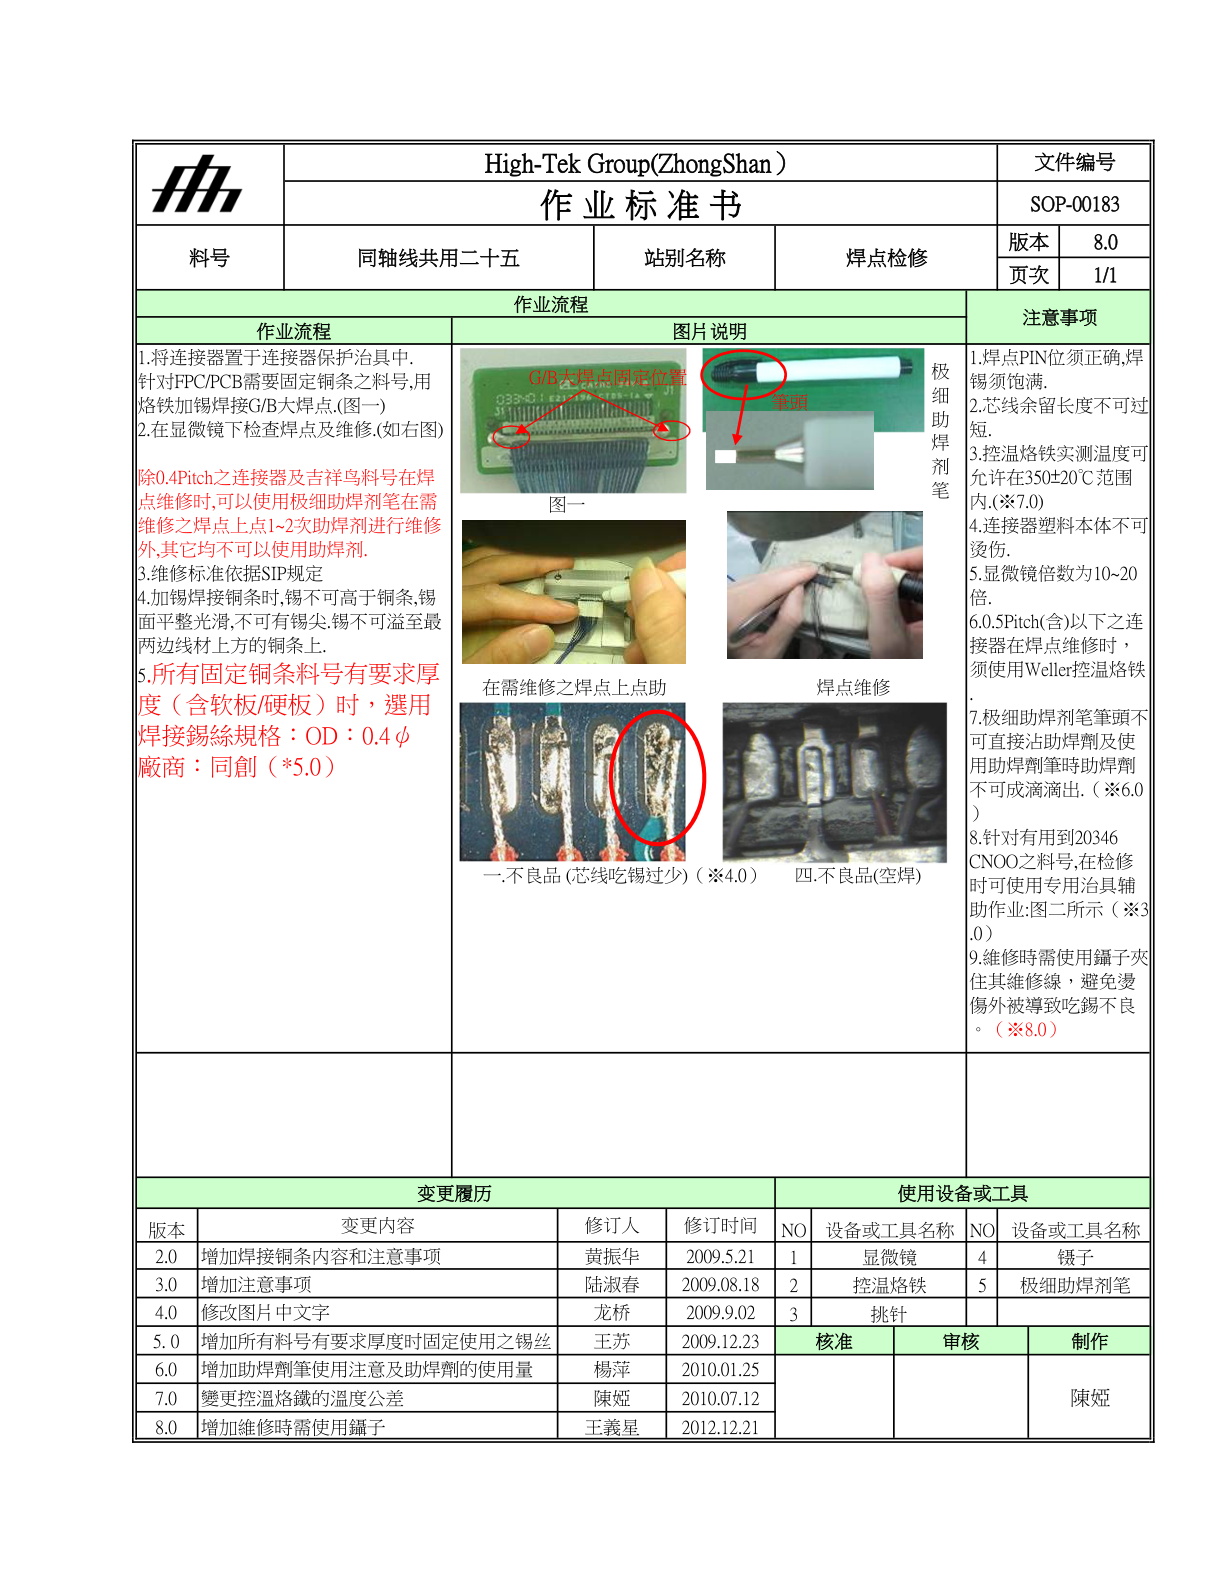 High-Tek Group(ZhongShan）
文件编号
作 业 标 准 书
SOP-00183
料号
同轴线共用二十五
站别名称
焊点检修
版本
8.0
页次
1/1
作业流程
注意事项
作业流程
图片说明
1.将连接器置于连接器保护治具中.
针对FPC/PCB需要固定铜条之料号,用
烙铁加锡焊接G/B大焊点.(图一)
2.在显微镜下检查焊点及维修.(如右图)
除0.4Pitch之连接器及吉祥鸟料号在焊
点维修时,可以使用极细助焊剂笔在需
维修之焊点上点1~2次助焊剂进行维修
外,其它均不可以使用助焊剂.
3.维修标准依据SIP规定
4.加锡焊接铜条时,锡不可高于铜条,锡
面平整光滑,不可有锡尖.锡不可溢至最
两边线材上方的铜条上.
5.所有固定铜条料号有要求厚
度（含软板/硬板）时，選用
焊接錫絲規格：OD：0.4φ
廠商：同創（*5.0）
G/B大焊点固定位置
筆頭
极
细
助
焊
剂
笔
图一
在需维修之焊点上点助
焊点维修
一.不良品 (芯线吃锡过少)（※4.0）
四.不良品(空焊)
1.焊点PIN位须正确,焊
锡须饱满.
2.芯线余留长度不可过
短.
3.控温烙铁实测温度可
允许在350±20℃范围
内.(※7.0)
4.连接器塑料本体不可
烫伤.
5.显微镜倍数为10~20
倍.
6.0.5Pitch(含)以下之连
接器在焊点维修时，
须使用Weller控温烙铁
.
7.极细助焊剂笔筆頭不
可直接沾助焊劑及使
用助焊劑筆時助焊劑
不可成滴滴出.（※6.0
）
8.针对有用到20346
CNOO之料号,在检修
时可使用专用治具辅
助作业:图二所示（※3
.0）
9.維修時需使用鑷子夾
住其維修線，避免燙
傷外被導致吃錫不良
。（※8.0）
变更履历
使用设备或工具
版本
变更内容
修订人
修订时间
NO
设备或工具名称
NO
设备或工具名称
2.0
增加焊接铜条内容和注意事项
黄振华
2009.5.21
1
显微镜
4
镊子
3.0
增加注意事项
陆淑春
2009.08.18
2
控温烙铁
5
极细助焊剂笔
4.0
修改图片中文字
龙桥
2009.9.02
3
挑针
5.0
增加所有料号有要求厚度时固定使用之锡丝
王苏
2009.12.23
核准
审核
制作
6.0
增加助焊劑筆使用注意及助焊劑的使用量
楊萍
2010.01.25
7.0
變更控溫烙鐵的溫度公差
陳婭
2010.07.12
陳婭
8.0
增加維修時需使用鑷子
王義星
2012.12.21